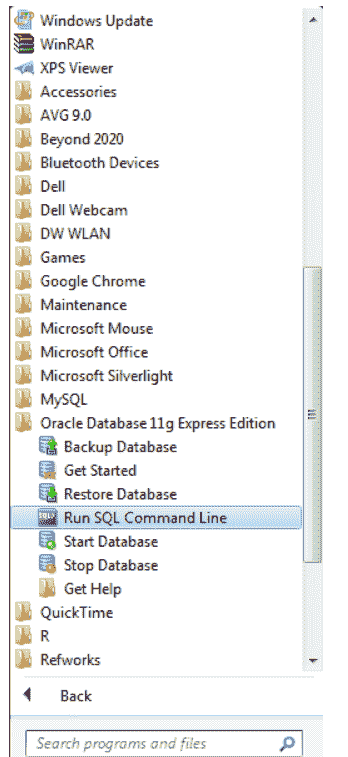 Windows Update
WinRAR
XPS Viewer
Accessories
AVG 9.0
Beyond 2020
Bluetooth Devices
Dell
Dell Webcam
DW WLAN
Games
Google Chrome
Maintenance
Microsoft Mouse
Microsoft Office
Microsoft Silverlight
MySQL
Oracle Database 11g Express Edition
Backup Database
Get Started
Restore Database
Run SQL Command Line
Start Database
Stop Database
Get Help
QuickTime
R
Refworks
Back
Search programs and files